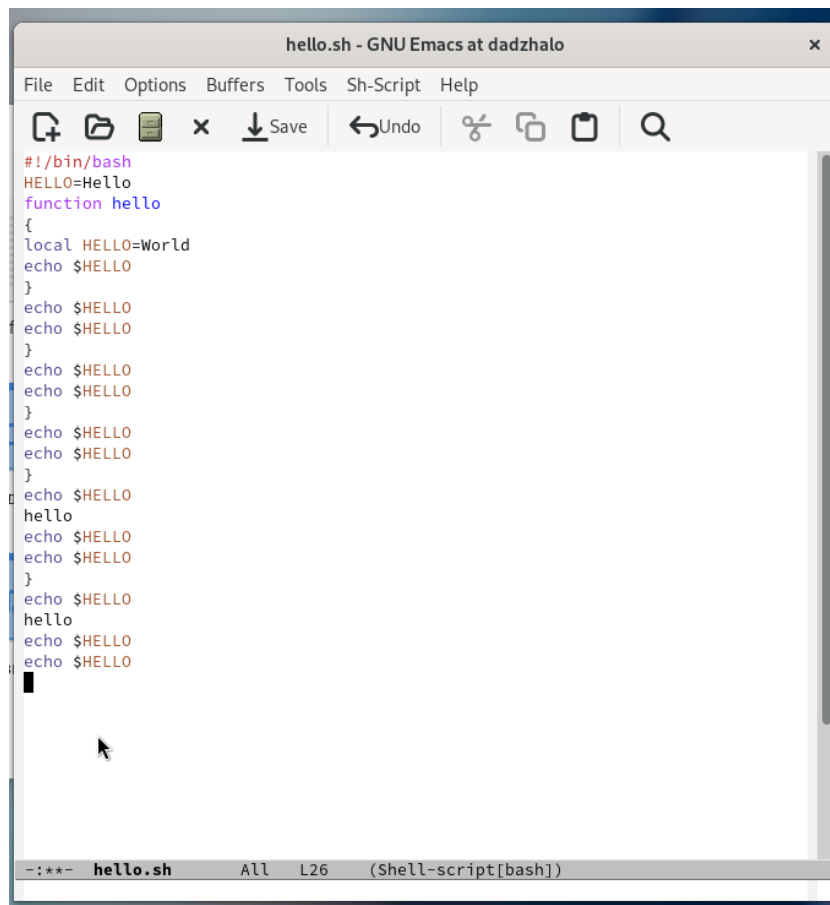 hello.sh - GNU Emacs at dadzhalo
File Edit Options Buffers Tools Sh-Script Help
Save Undo
#!/bin/bash
HELLO=Hello
function hello
{
local HELLO=World
echo $HELLO
}
echo $HELLO
echo $HELLO
}
echo $HELLO
echo $HELLO
}
echo $HELLO
echo $HELLO
}
echo $HELLO
hello
echo $HELLO
echo $HELLO
}
echo $HELLO
hello
echo $HELLO
echo $HELLO
-:**- hello.sh All L26 (Shell-script[bash])